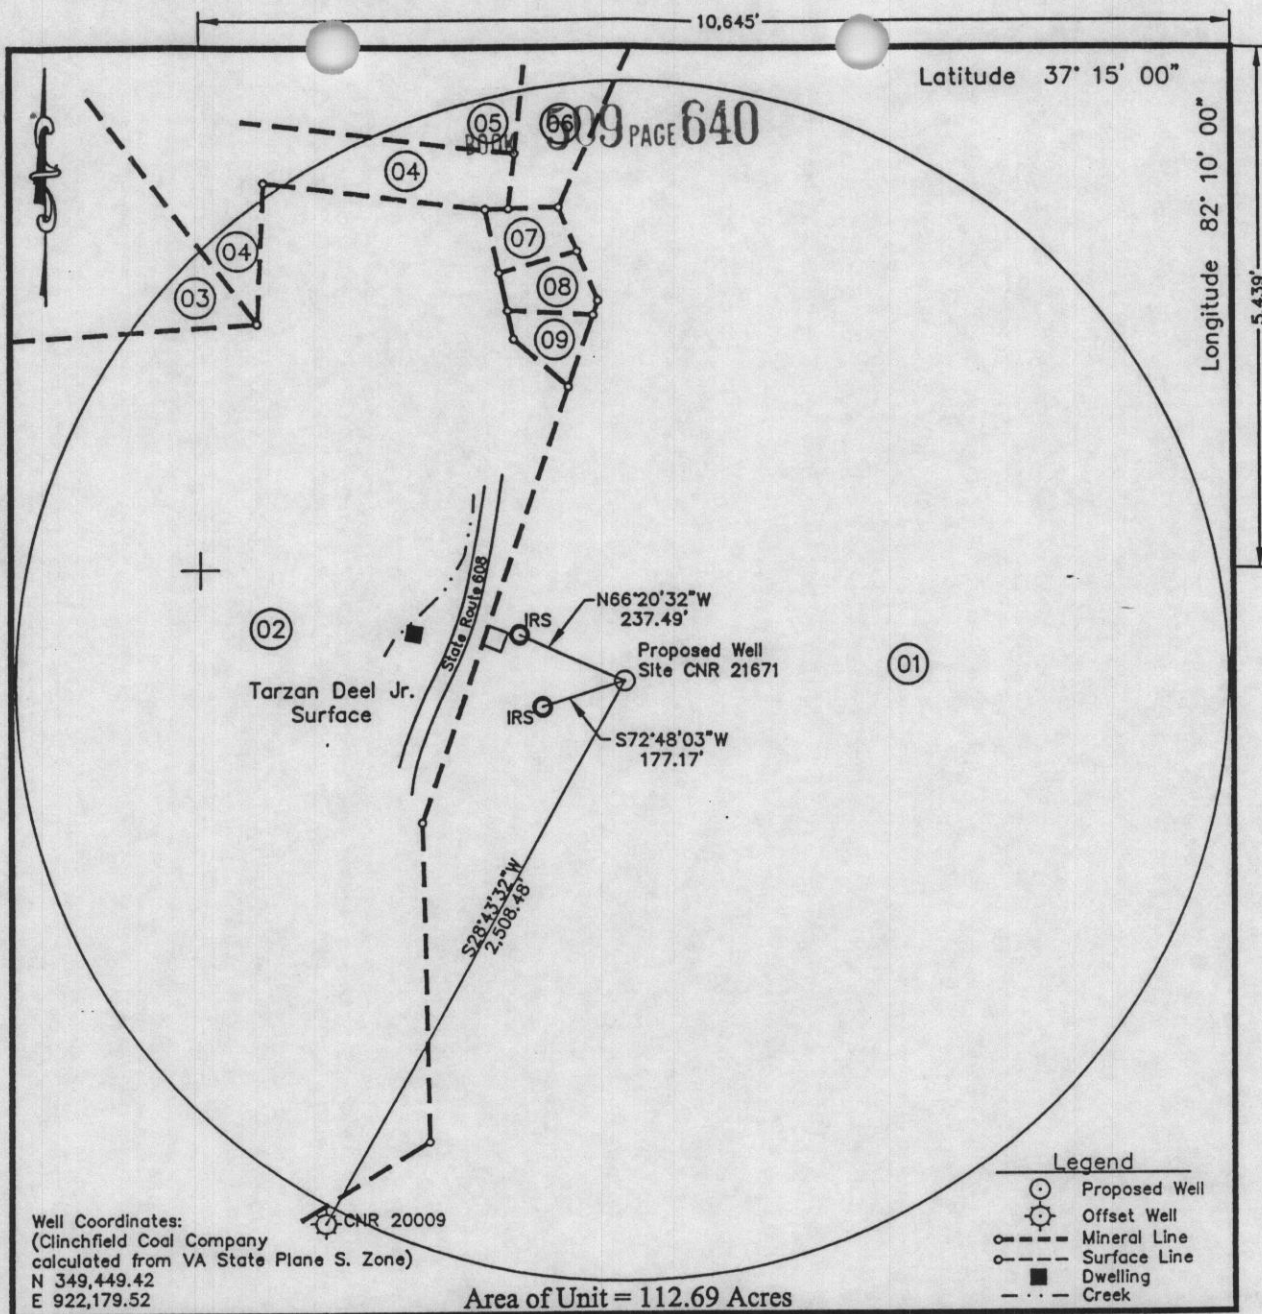 10,645'
Latitude 37° 15' 00"
Longitude 82° 10' 00"
5,439'
BOOK 509 PAGE 640
05
06
04
04
03
07
08
09
State Route 608
N66°20'32"W
237.49'
IRS
Proposed Well
Site CNR 21671
01
02
Tarzan Deel Jr.
Surface
IRS
S72°48'03"W
177.17'
S28°43'32"W
2,508.48'
CNR 20009
Well Coordinates:
(Clinchfield Coal Company
calculated from VA State Plane S. Zone)
N 349,449.42
E 922,179.52
Area of Unit = 112.69 Acres
Legend
Proposed Well
Offset Well
Mineral Line
Surface Line
Dwelling
Creek